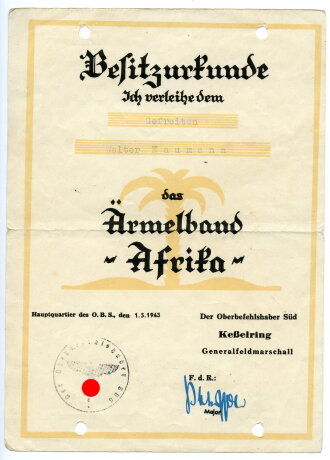 Besitzurkunde
Ich verleihe dem
Gefreiten
Walter Naumann
das
Ärmelband
„Afrika“
Hauptquartier des O.B.S., den 1.3.1943
Der Oberbefehlshaber Süd
Keßelring
Generalfeldmarschall
F. d. R.:
Major